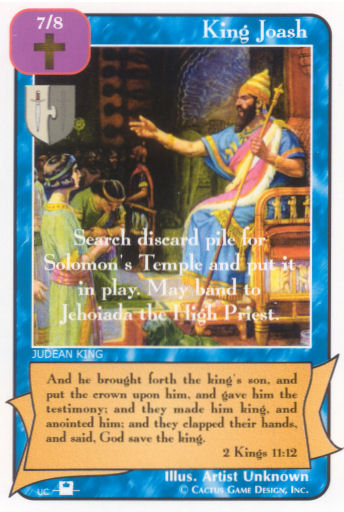 7/8
King Joash
Search discard pile for
Solomon's Temple and put it
in play. May band to
Jehoiada the High Priest.
JUDEAN KING
And he brought forth the king's son, and
put the crown upon him, and gave him the
testimony; and they made him king, and
anointed him; and they clapped their hands,
and said, God save the king.
2 Kings 11:12
Illus. Artist Unknown
© Cactus Game Design, Inc.
UC